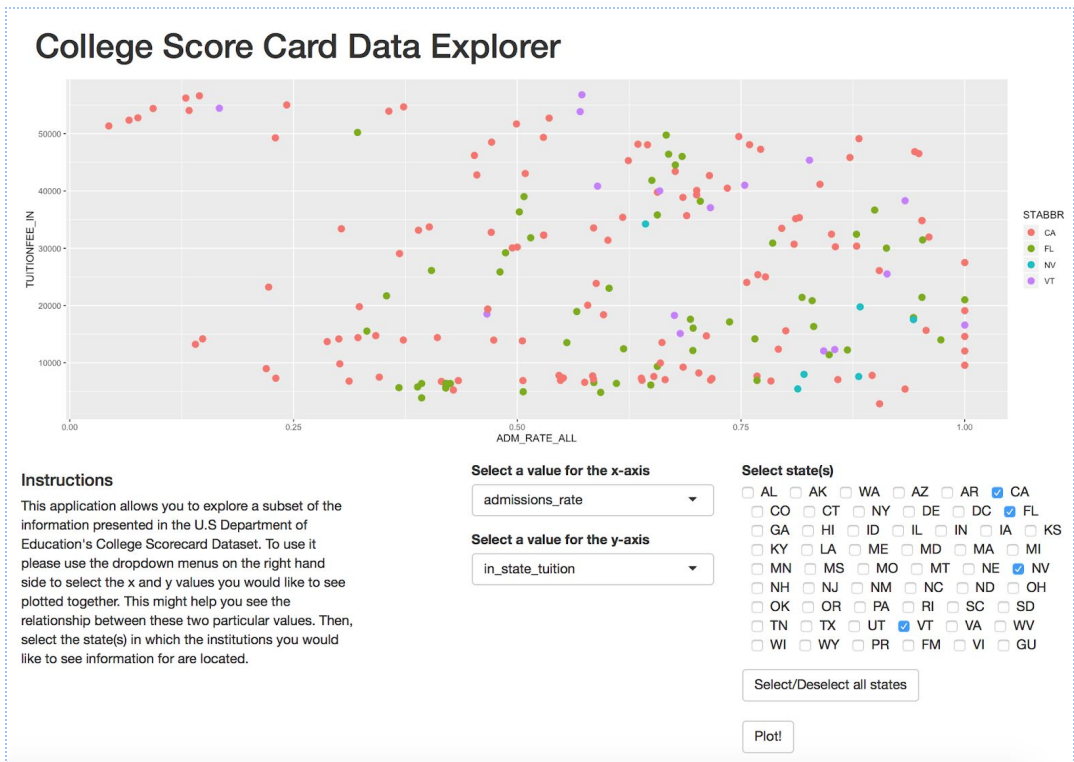 College Score Card Data Explorer
TUITIONFEE_IN
50000
40000
30000
20000
10000
0
0.00 0.25 0.50 0.75 1.00
ADM_RATE_ALL
STABBR
CA
FL
NV
VT
Instructions
This application allows you to explore a subset of the
information presented in the U.S Department of
Education's College Scorecard Dataset. To use it
please use the dropdown menus on the right hand
side to select the x and y values you would like to see
plotted together. This might help you see the
relationship between these two particular values. Then,
select the state(s) in which the institutions you would
like to see information for are located.
Select a value for the x-axis
admissions_rate
Select a value for the y-axis
in_state_tuition
Select state(s)
AL AK WA AZ AR CA
CO CT NY DE DC FL
GA HI ID IL IN IA KS
KY LA ME MD MA MI
MN MS MO MT NE NV
NH NJ NM NC ND OH
OK OR PA RI SC SD
TN TX UT VT VA WV
WI WY PR FM VI GU
Select/Deselect all states
Plot!